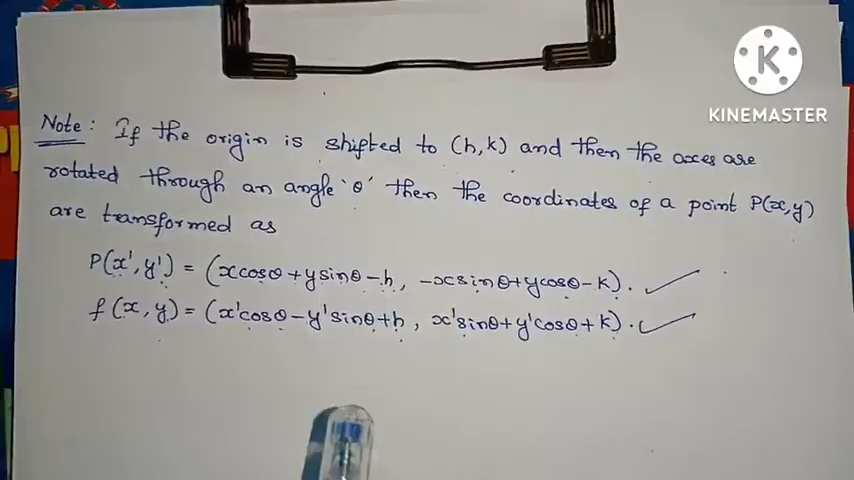 K
KINEMASTER
Note: If the origin is shifted to (h, k) and then the axes are
rotated through an angle 'θ' then the coordinates of a point P(x, y)
are transformed as
P(x', y') = (xcosθ+ysinθ-h, -xsinθ+ycosθ-k).
f(x, y) = (x'cosθ-y'sinθ+h, x'sinθ+y'cosθ+k).